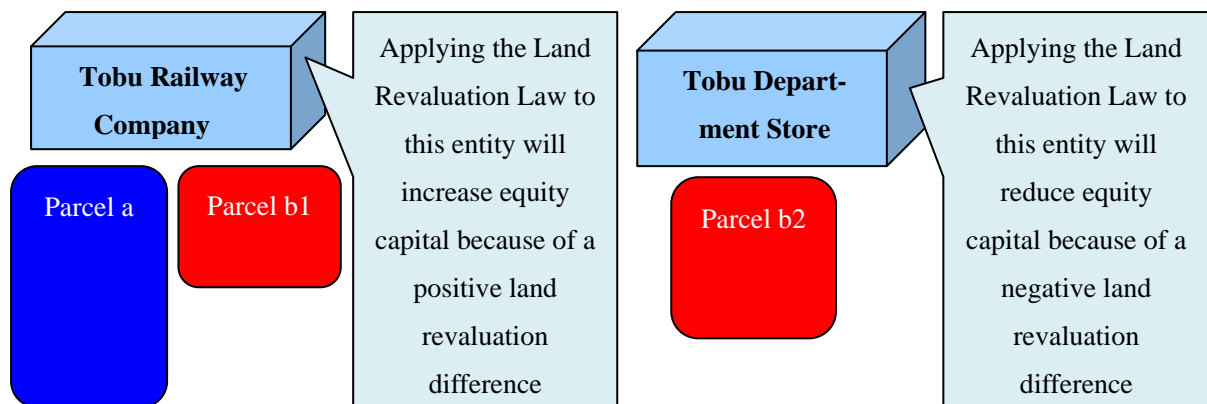 Tobu Railway
Company
Applying the Land
Revaluation Law to
this entity will
increase equity
capital because of a
positive land
revaluation
difference
Parcel a
Parcel b1
Tobu Depart-
ment Store
Applying the Land
Revaluation Law to
this entity will
reduce equity
capital because of a
negative land
revaluation
difference
Parcel b2